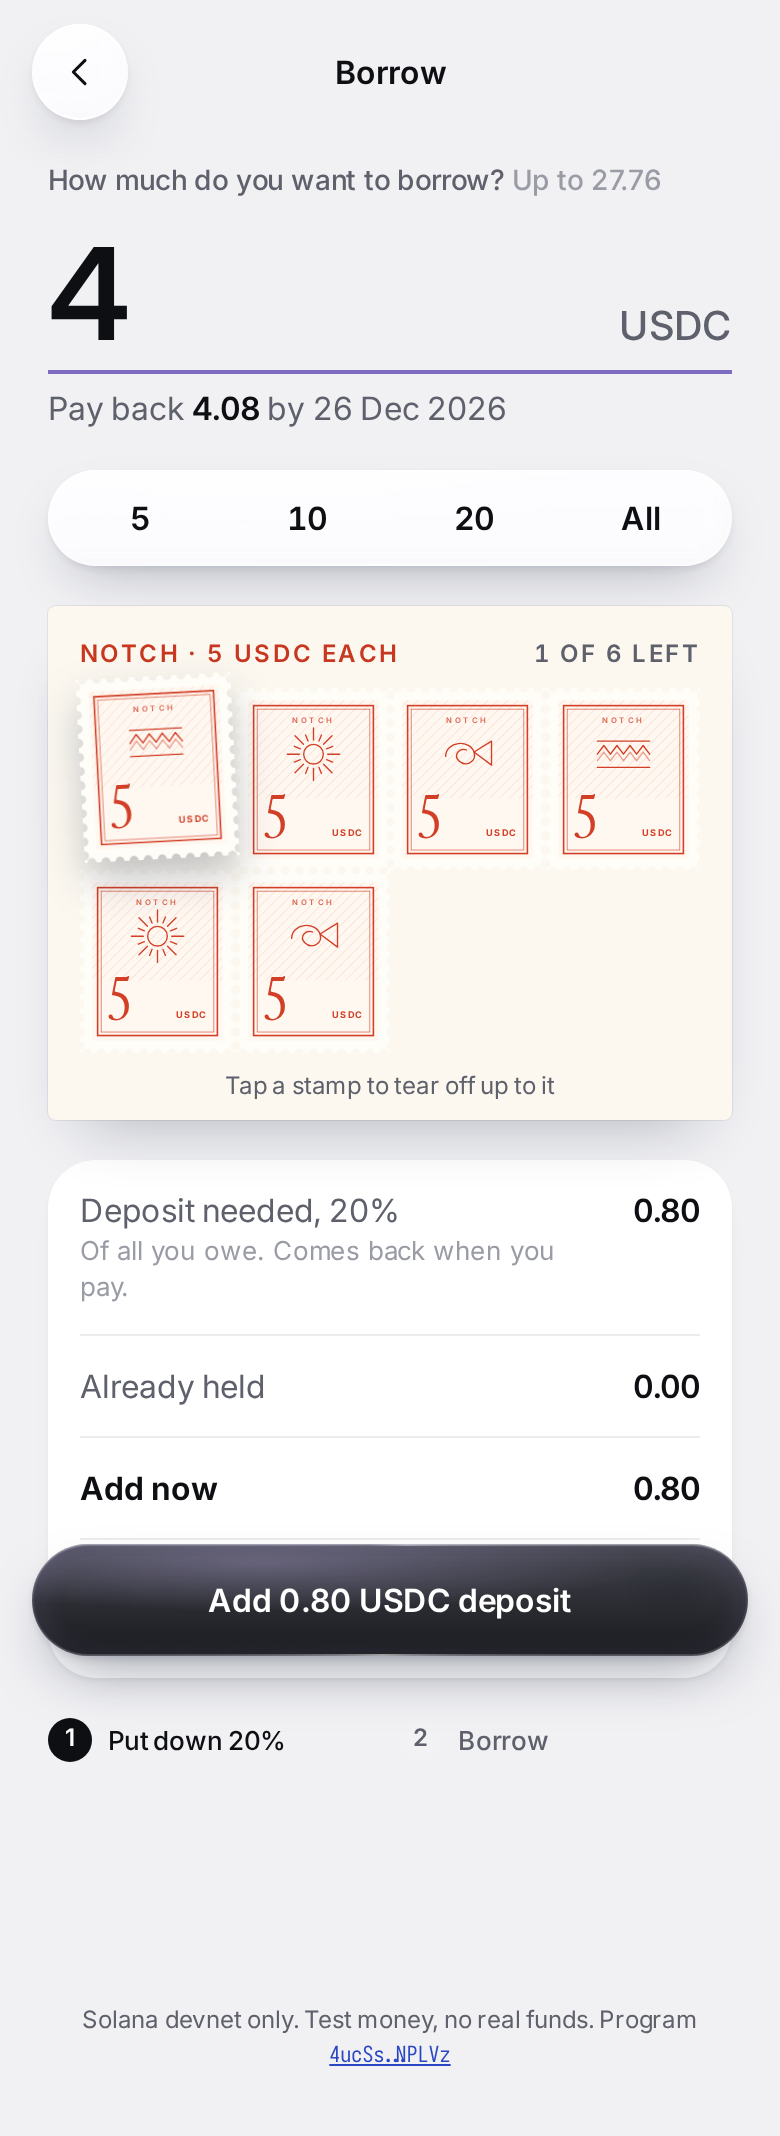 Borrow
How much do you want to borrow? Up to 27.76
4 USDC
Pay back 4.08 by 26 Dec 2026
5 10 20 All
NOTCH · 5 USDC EACH 1 OF 6 LEFT
NOTCH NOTCH NOTCH NOTCH
5 USDC 5 USDC 5 USDC 5 USDC
NOTCH NOTCH
5 USDC 5 USDC
Tap a stamp to tear off up to it
Deposit needed, 20% 0.80
Of all you owe. Comes back when you
pay.
Already held 0.00
Add now 0.80
Add 0.80 USDC deposit
1 Put down 20% 2 Borrow
Solana devnet only. Test money, no real funds. Program
4ucSs…NPLVz